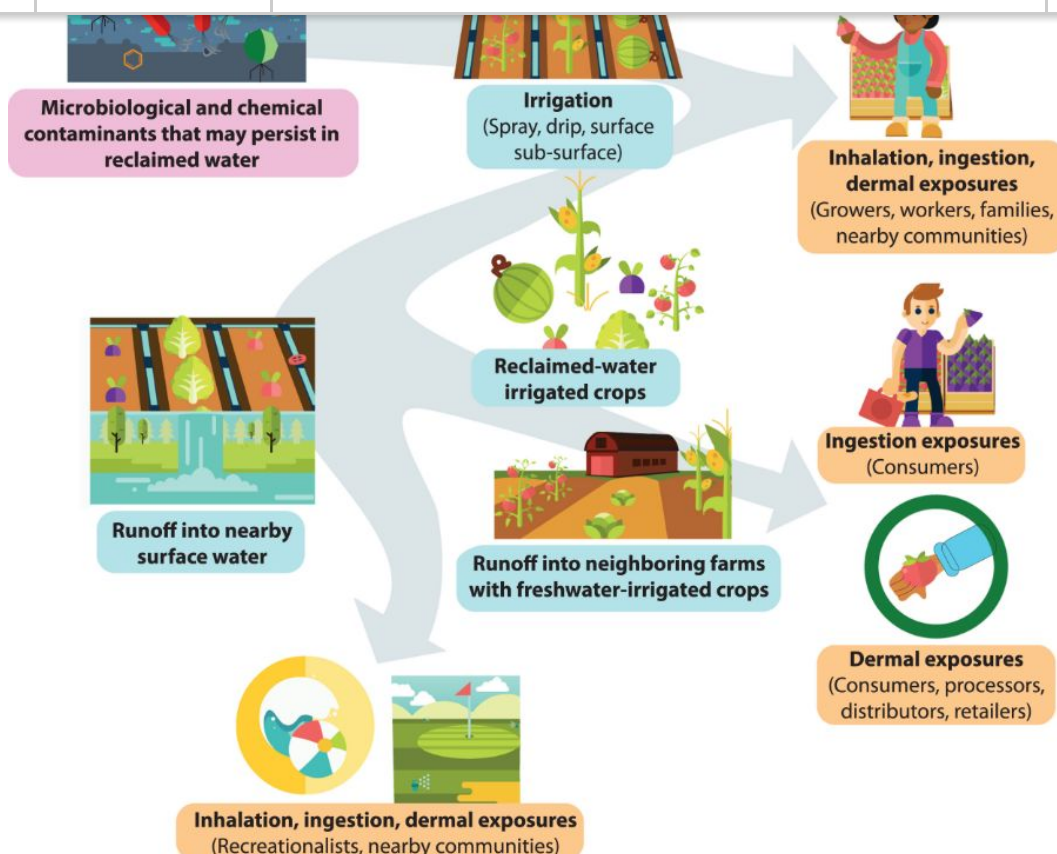 Microbiological and chemical
contaminants that may persist in
reclaimed water
Irrigation
(Spray, drip, surface
sub-surface)
Inhalation, ingestion,
dermal exposures
(Growers, workers, families,
nearby communities)
Reclaimed-water
irrigated crops
Ingestion exposures
(Consumers)
Runoff into nearby
surface water
Runoff into neighboring farms
with freshwater-irrigated crops
Dermal exposures
(Consumers, processors,
distributors, retailers)
Inhalation, ingestion, dermal exposures
(Recreationalists, nearby communities)